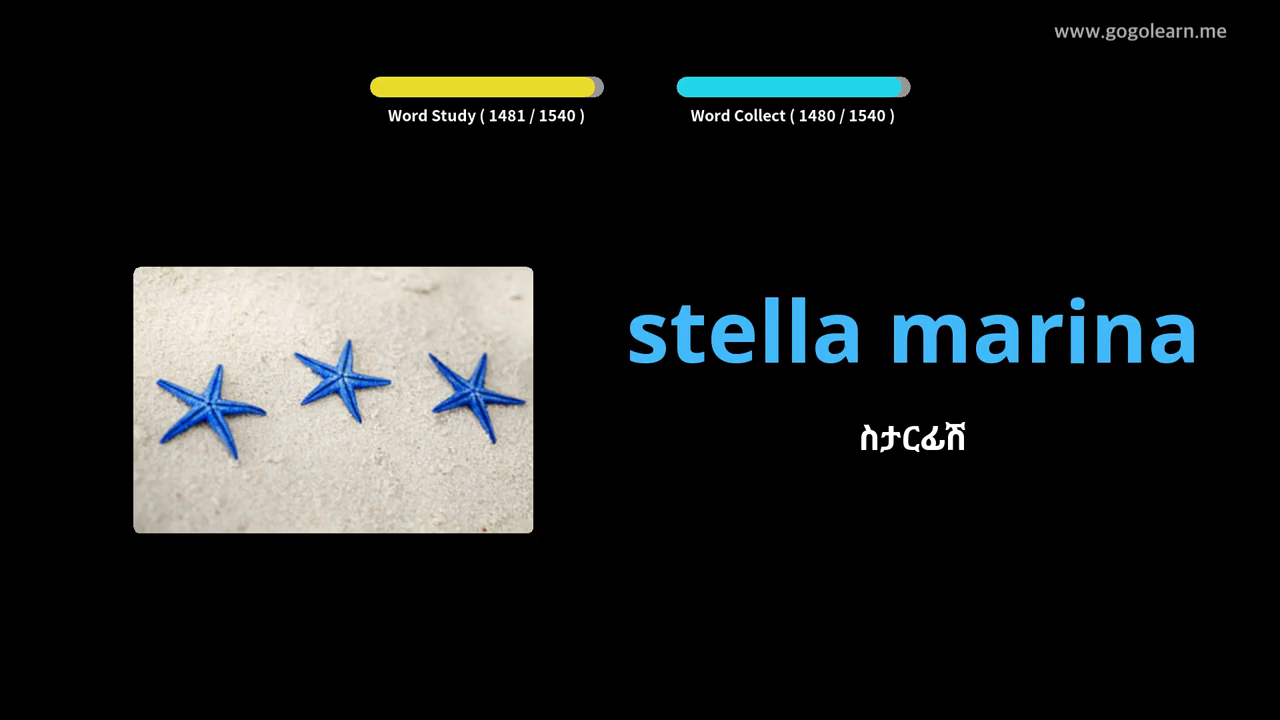 www.gogolearn.me
Word Study ( 1481 / 1540 )
Word Collect ( 1480 / 1540 )
stella marina
ስታርፊሽ